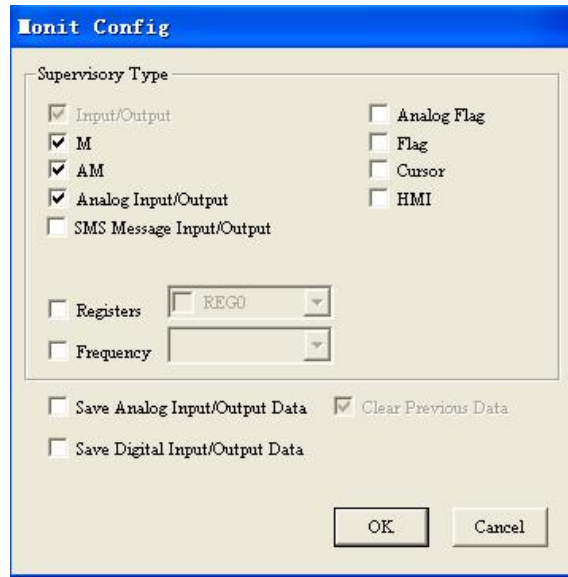 Monit Config
Supervisory Type
Input/Output
Analog Flag
M
Flag
AM
Cursor
Analog Input/Output
HMI
SMS Message Input/Output
Registers
REG0
Frequency
Save Analog Input/Output Data
Clear Previous Data
Save Digital Input/Output Data
OK
Cancel